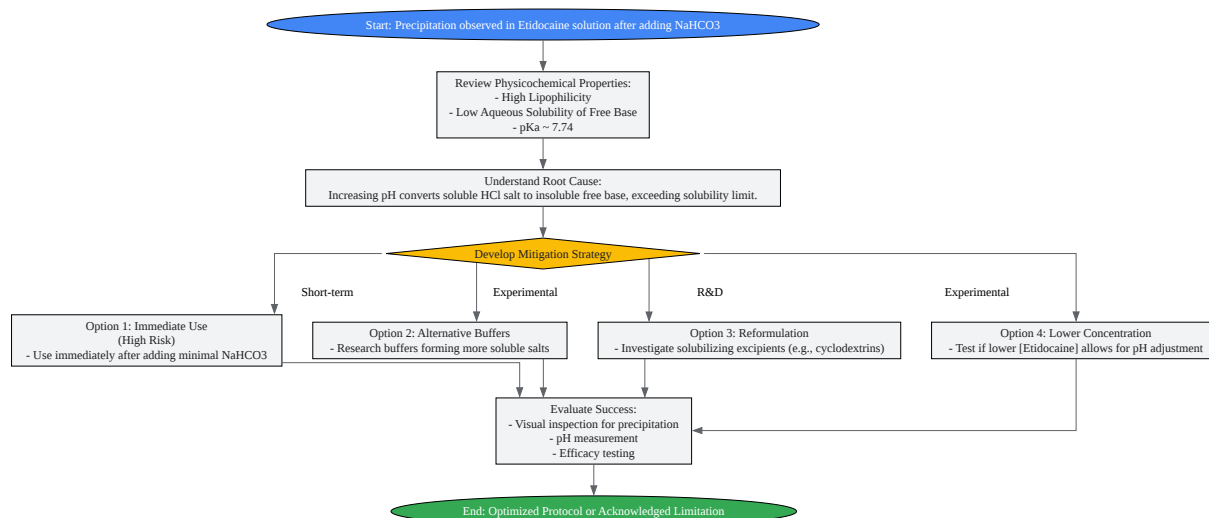 Start: Precipitation observed in Etidocaine solution after adding NaHCO3
Review Physicochemical Properties:
- High Lipophilicity
- Low Aqueous Solubility of Free Base
- pKa ~ 7.74
Understand Root Cause:
Increasing pH converts soluble HCl salt to insoluble free base, exceeding solubility limit.
Develop Mitigation Strategy
Short-term
Experimental
R&D
Experimental
Option 1: Immediate Use
(High Risk)
- Use immediately after adding minimal NaHCO3
Option 2: Alternative Buffers
- Research buffers forming more soluble salts
Option 3: Reformulation
- Investigate solubilizing excipients (e.g., cyclodextrins)
Option 4: Lower Concentration
- Test if lower [Etidocaine] allows for pH adjustment
Evaluate Success:
- Visual inspection for precipitation
- pH measurement
- Efficacy testing
End: Optimized Protocol or Acknowledged Limitation